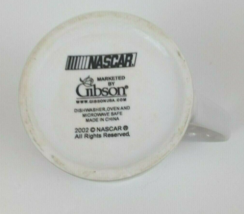 NASCAR.
MARKETED
BY
Gibson
WWW.GIBSONUSA.COM
DISHWASHER, OVEN AND
MICROWAVE SAFE
MADE IN CHINA
2002 © NASCAR ®
All Rights Reserved.